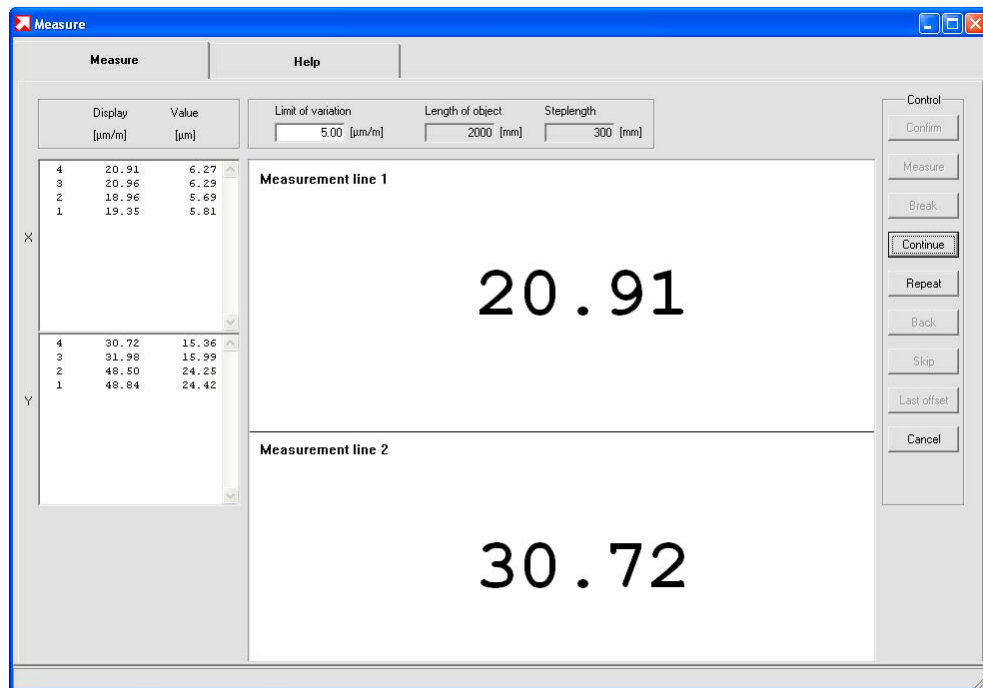 Measure
Measure Help
Display Value
[µm/m] [µm]
Limit of variation Length of object Steplength
5.00 [µm/m] 2000 [mm] 300 [mm]
X
4 20.91 6.27
3 20.96 6.29
2 18.96 5.69
1 19.35 5.81
Y
4 30.72 15.36
3 31.98 15.99
2 48.50 24.25
1 48.84 24.42
Measurement line 1
20.91
Measurement line 2
30.72
Control
Confirm
Measure
Break
Continue
Repeat
Back
Skip
Last offset
Cancel